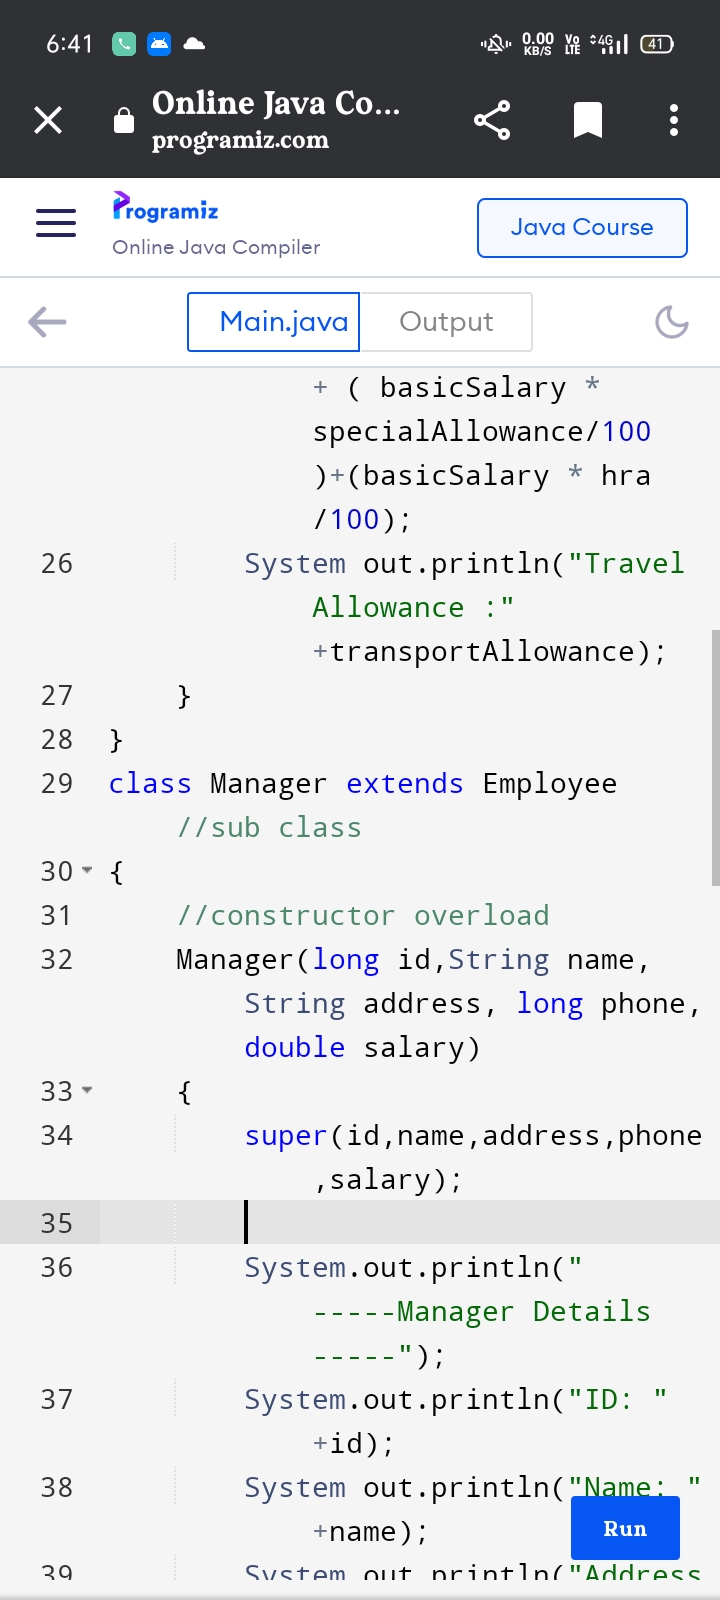 6:41
0.00 KB/S Vo LTE 4G 41
Online Java Co...
programiz.com
Programiz
Online Java Compiler
Java Course
Main.java Output
+ ( basicSalary *
specialAllowance/100
)+(basicSalary * hra
/100);
26 System out.println("Travel
Allowance :"
+transportAllowance);
27 }
28 }
29 class Manager extends Employee
//sub class
30 {
31 //constructor overload
32 Manager(long id,String name,
String address, long phone,
double salary)
33 {
34 super(id,name,address,phone
,salary);
35
36 System.out.println("
-----Manager Details
-----");
37 System.out.println("ID: "
+id);
38 System out.println("Name: "
+name);
Run
39 System out println("Address